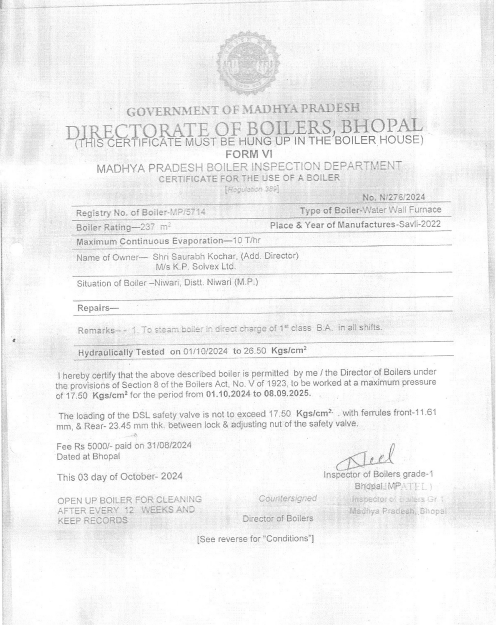 GOVERNMENT OF MADHYA PRADESH
DIRECTORATE OF BOILERS, BHOPAL
(THIS CERTIFICATE MUST BE HUNG UP IN THE BOILER HOUSE)
FORM VI
MADHYA PRADESH BOILER INSPECTION DEPARTMENT
CERTIFICATE FOR THE USE OF A BOILER
[Regulation 389]
No. N/276/2024
Registry No. of Boiler-MP/5714 Type of Boiler-Water Wall Furnace
Boiler Rating—237 m² Place & Year of Manufactures-Savli-2022
Maximum Continuous Evaporation—10 T/hr
Name of Owner— Shri Saurabh Kochar, (Add. Director)
M/s K.P. Solvex Ltd.
Situation of Boiler –Niwari, Distt. Niwari (M.P.)
Repairs—
Remarks--- 1. To steam boiler in direct charge of 1st class B.A. in all shifts.
Hydraulically Tested on 01/10/2024 to 26.50 Kgs/cm²
I hereby certify that the above described boiler is permitted by me / the Director of Boilers under
the provisions of Section 8 of the Boilers Act, No. V of 1923, to be worked at a maximum pressure
of 17.50 Kgs/cm² for the period from 01.10.2024 to 08.09.2025.
The loading of the DSL safety valve is not to exceed 17.50 Kgs/cm². . with ferrules front-11.61
mm, & Rear- 23.45 mm thk. between lock & adjusting nut of the safety valve.
Fee Rs 5000/- paid on 31/08/2024
Dated at Bhopal
This 03 day of October- 2024
Inspector of Boilers grade-1
Bhopal, MP
OPEN UP BOILER FOR CLEANING
AFTER EVERY 12 WEEKS AND
KEEP RECORDS
Countersigned
Director of Boilers
Inspector of Boilers Gr 1
Madhya Pradesh, Bhopal
[See reverse for "Conditions"]